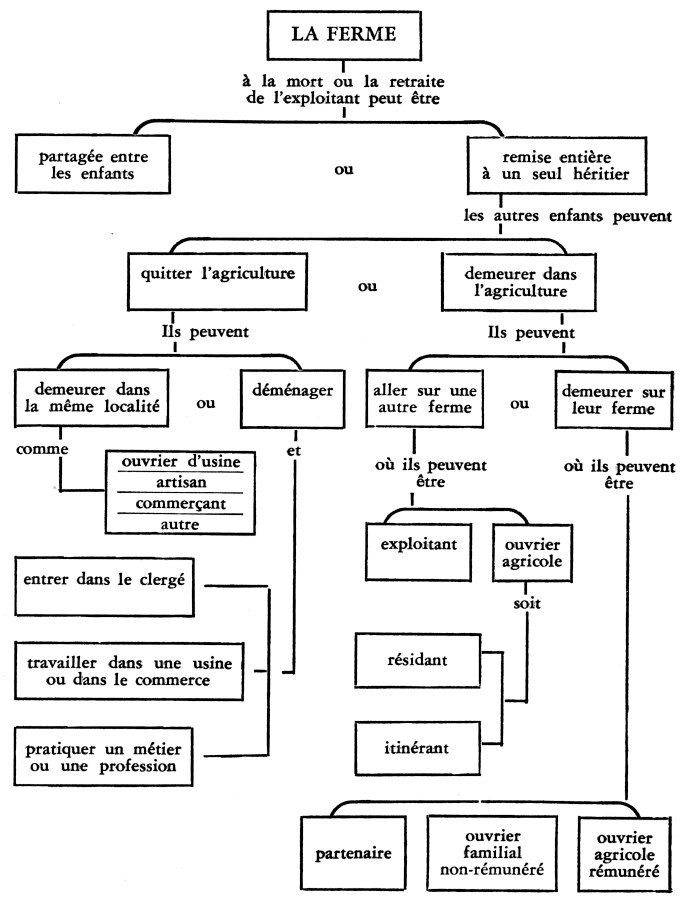 LA FERME
à la mort ou la retraite
de l'exploitant peut être
partagée entre
les enfants
ou
remise entière
à un seul héritier
les autres enfants peuvent
quitter l'agriculture
ou
demeurer dans
l'agriculture
Ils peuvent
Ils peuvent
demeurer dans
la même localité
ou
déménager
aller sur une
autre ferme
ou
demeurer sur
leur ferme
comme
ouvrier d'usine
artisan
commerçant
autre
et
où ils peuvent
être
où ils peuvent
être
exploitant
ouvrier
agricole
soit
entrer dans le clergé
travailler dans une usine
ou dans le commerce
pratiquer un métier
ou une profession
résidant
itinérant
partenaire
ouvrier
familial
non-rémunéré
ouvrier
agricole
rémunéré